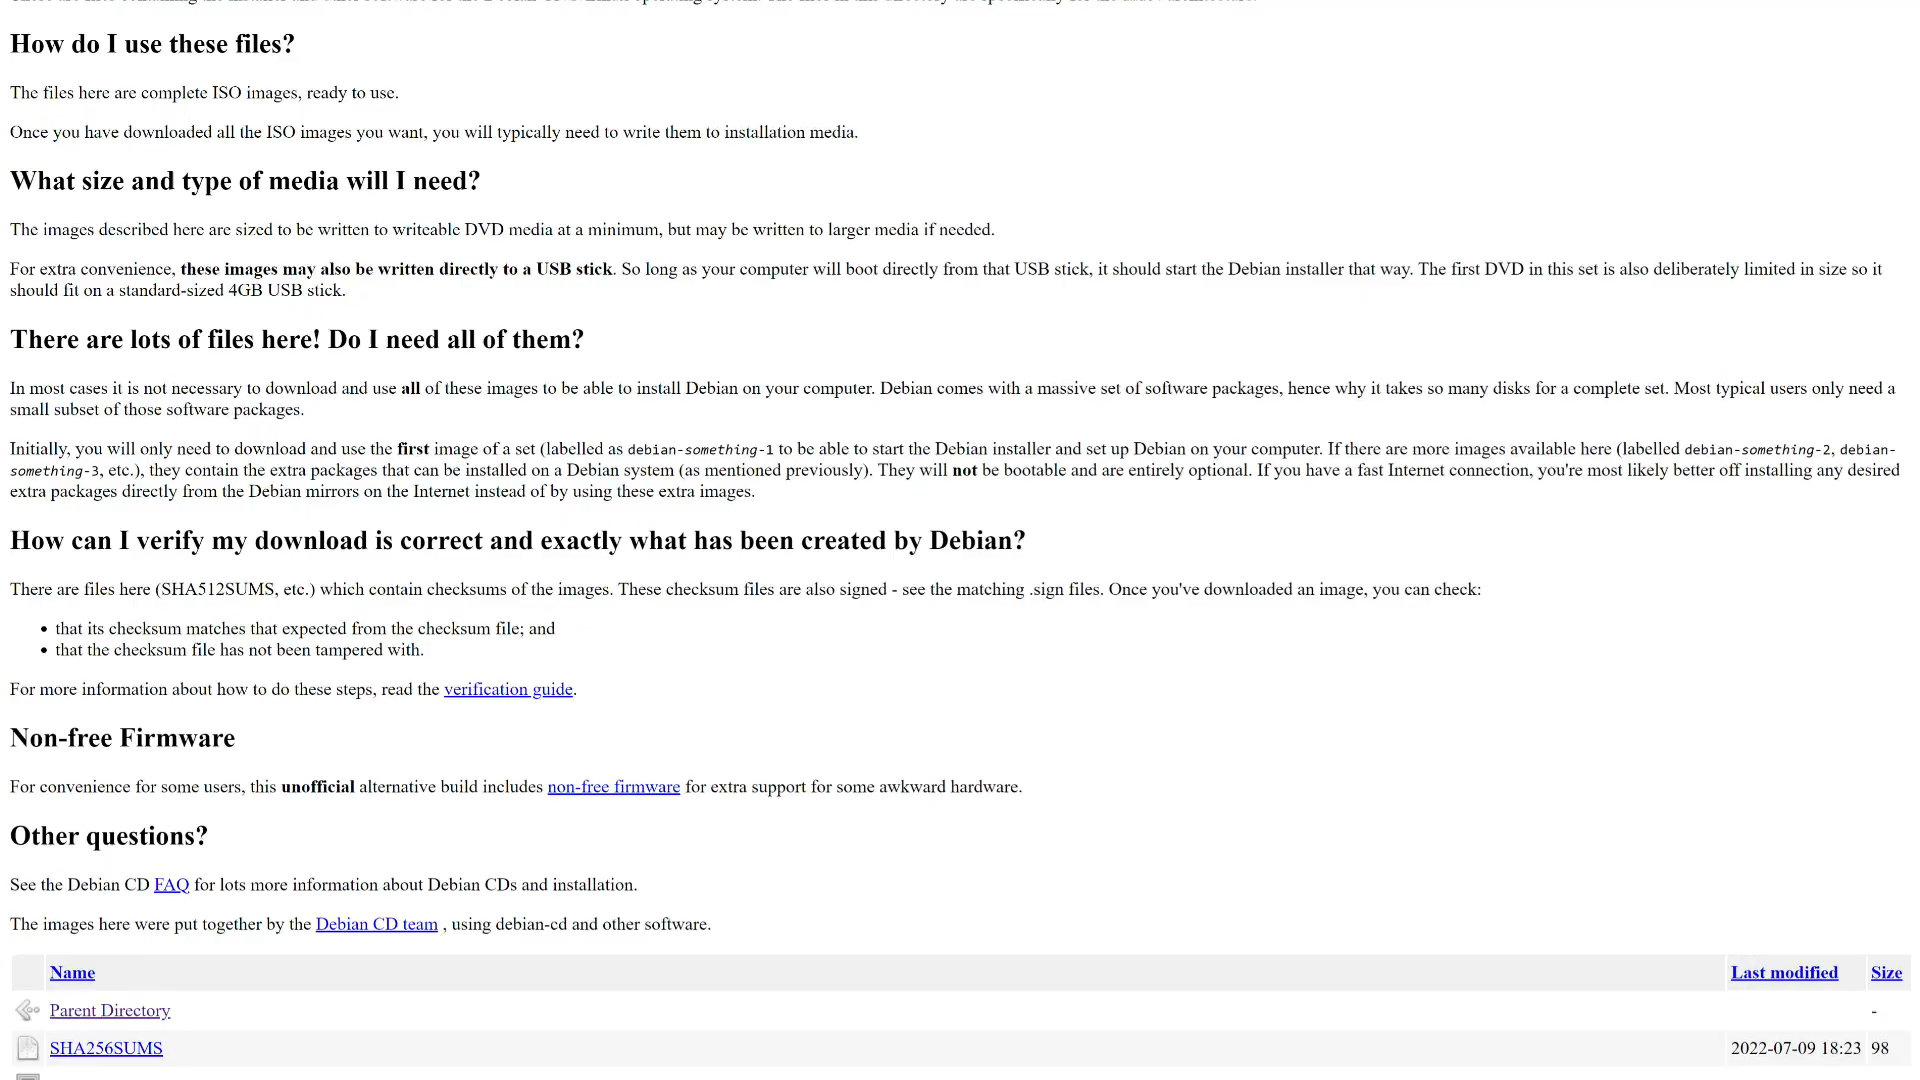 How do I use these files?
The files here are complete ISO images, ready to use.
Once you have downloaded all the ISO images you want, you will typically need to write them to installation media.
What size and type of media will I need?
The images described here are sized to be written to writeable DVD media at a minimum, but may be written to larger media if needed.
For extra convenience, these images may also be written directly to a USB stick. So long as your computer will boot directly from that USB stick, it should start the Debian installer that way. The first DVD in this set is also deliberately limited in size so it
should fit on a standard-sized 4GB USB stick.
There are lots of files here! Do I need all of them?
In most cases it is not necessary to download and use all of these images to be able to install Debian on your computer. Debian comes with a massive set of software packages, hence why it takes so many disks for a complete set. Most typical users only need a
small subset of those software packages.
Initially, you will only need to download and use the first image of a set (labelled as debian-something-1 to be able to start the Debian installer and set up Debian on your computer. If there are more images available here (labelled debian-something-2, debian-
something-3, etc.), they contain the extra packages that can be installed on a Debian system (as mentioned previously). They will not be bootable and are entirely optional. If you have a fast Internet connection, you're most likely better off installing any desired
extra packages directly from the Debian mirrors on the Internet instead of by using these extra images.
How can I verify my download is correct and exactly what has been created by Debian?
There are files here (SHA512SUMS, etc.) which contain checksums of the images. These checksum files are also signed - see the matching .sign files. Once you've downloaded an image, you can check:
• that its checksum matches that expected from the checksum file; and
• that the checksum file has not been tampered with.
For more information about how to do these steps, read the verification guide.
Non-free Firmware
For convenience for some users, this unofficial alternative build includes non-free firmware for extra support for some awkward hardware.
Other questions?
See the Debian CD FAQ for lots more information about Debian CDs and installation.
The images here were put together by the Debian CD team , using debian-cd and other software.
Name Last modified Size
Parent Directory -
SHA256SUMS 2022-07-09 18:23 98